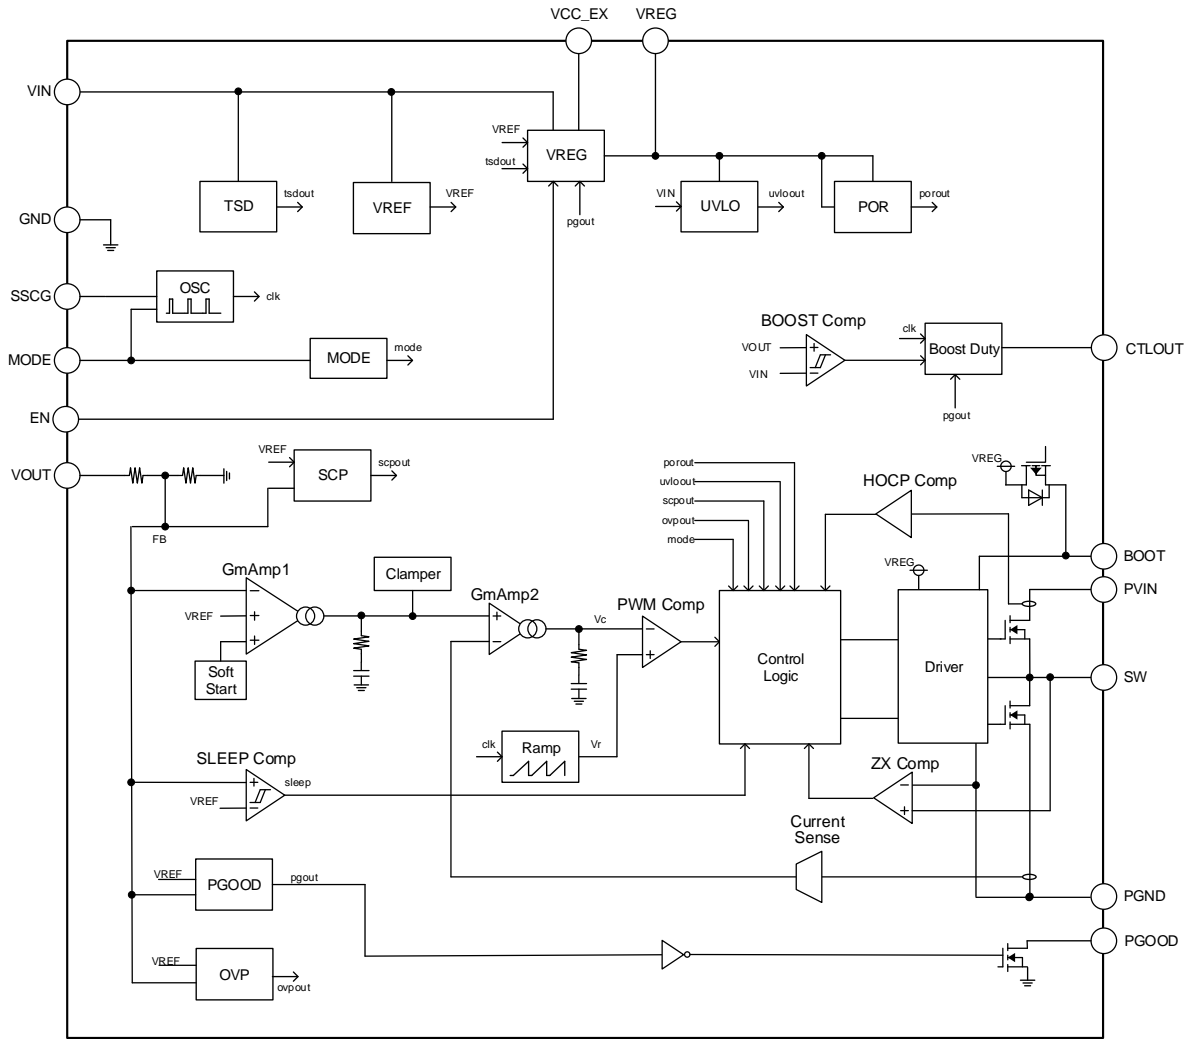 VCC_EX
VREG
VIN
VREF
tsdout
VREG
pgout
TSD
tsdout
VREF
VREF
VIN
UVLO
uvloout
POR
porout
GND
SSCG
OSC
clk
MODE
MODE
mode
BOOST Comp
VOUT
+
VIN
−
clk
Boost Duty
pgout
CTLOUT
EN
VOUT
VREF
SCP
scpout
FB
porout
uvloout
scpout
ovpout
mode
HOCP Comp
VREG
BOOT
GmAmp1
−
VREF
+
+
Soft
Start
Clamper
GmAmp2
+
−
Vc
PWM Comp
−
+
Control
Logic
VREG
Driver
PVIN
SW
clk
Ramp
Vr
SLEEP Comp
+
VREF
−
sleep
ZX Comp
−
+
Current
Sense
VREF
PGOOD
pgout
PGND
PGOOD
VREF
OVP
ovpout